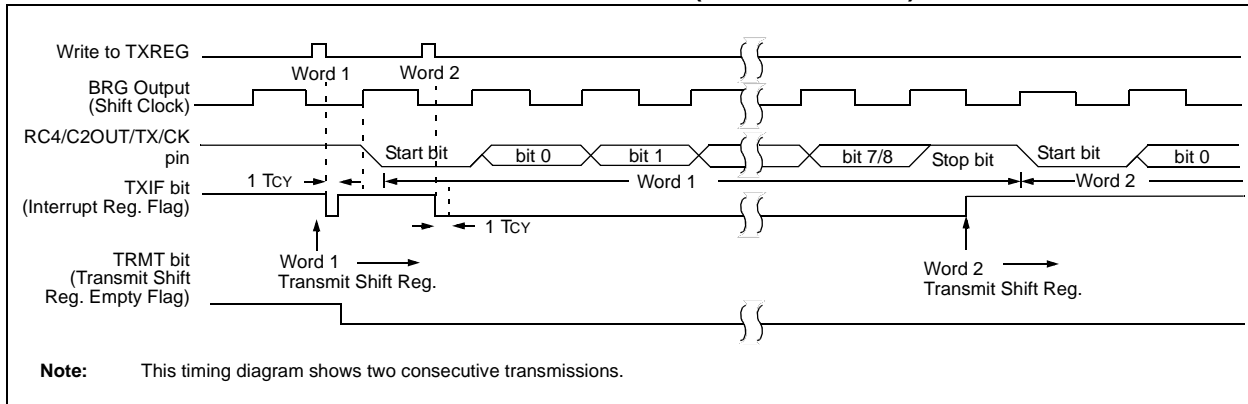 Write to TXREG
Word 1
Word 2
BRG Output
(Shift Clock)
RC4/C2OUT/TX/CK
pin
Start bit
bit 0
bit 1
bit 7/8
Stop bit
Start bit
bit 0
1 TCY
Word 1
Word 2
TXIF bit
(Interrupt Reg. Flag)
1 TCY
TRMT bit
(Transmit Shift
Reg. Empty Flag)
Word 1
Transmit Shift Reg.
Word 2
Transmit Shift Reg.
Note: This timing diagram shows two consecutive transmissions.